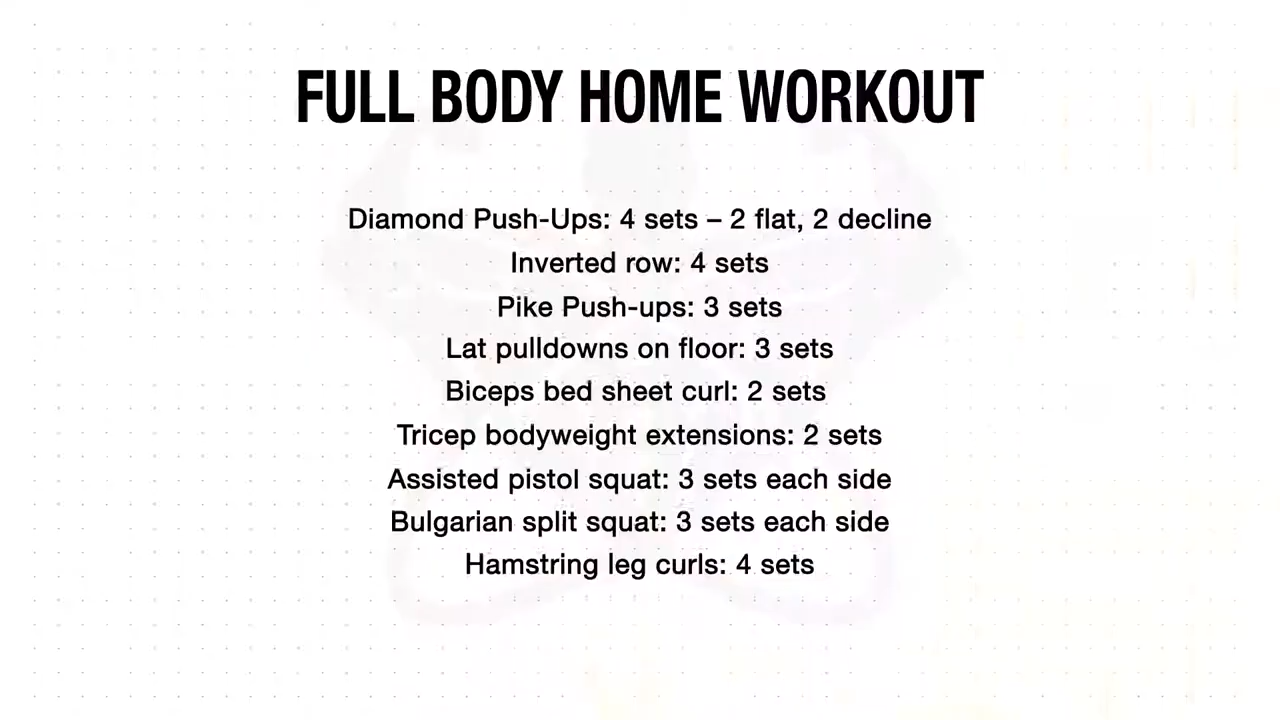 FULL BODY HOME WORKOUT
Diamond Push-Ups: 4 sets – 2 flat, 2 decline
Inverted row: 4 sets
Pike Push-ups: 3 sets
Lat pulldowns on floor: 3 sets
Biceps bed sheet curl: 2 sets
Tricep bodyweight extensions: 2 sets
Assisted pistol squat: 3 sets each side
Bulgarian split squat: 3 sets each side
Hamstring leg curls: 4 sets